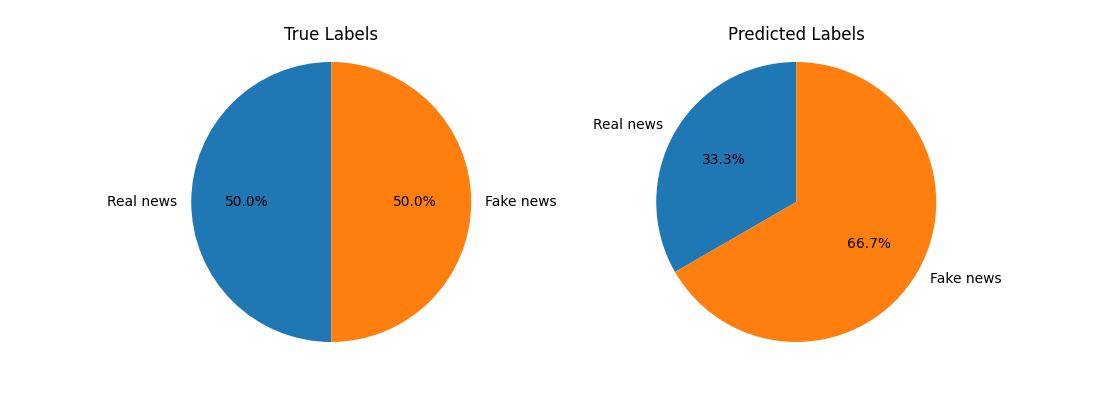 True Labels
Real news
50.0%
50.0%
Fake news
Predicted Labels
Real news
33.3%
66.7%
Fake news